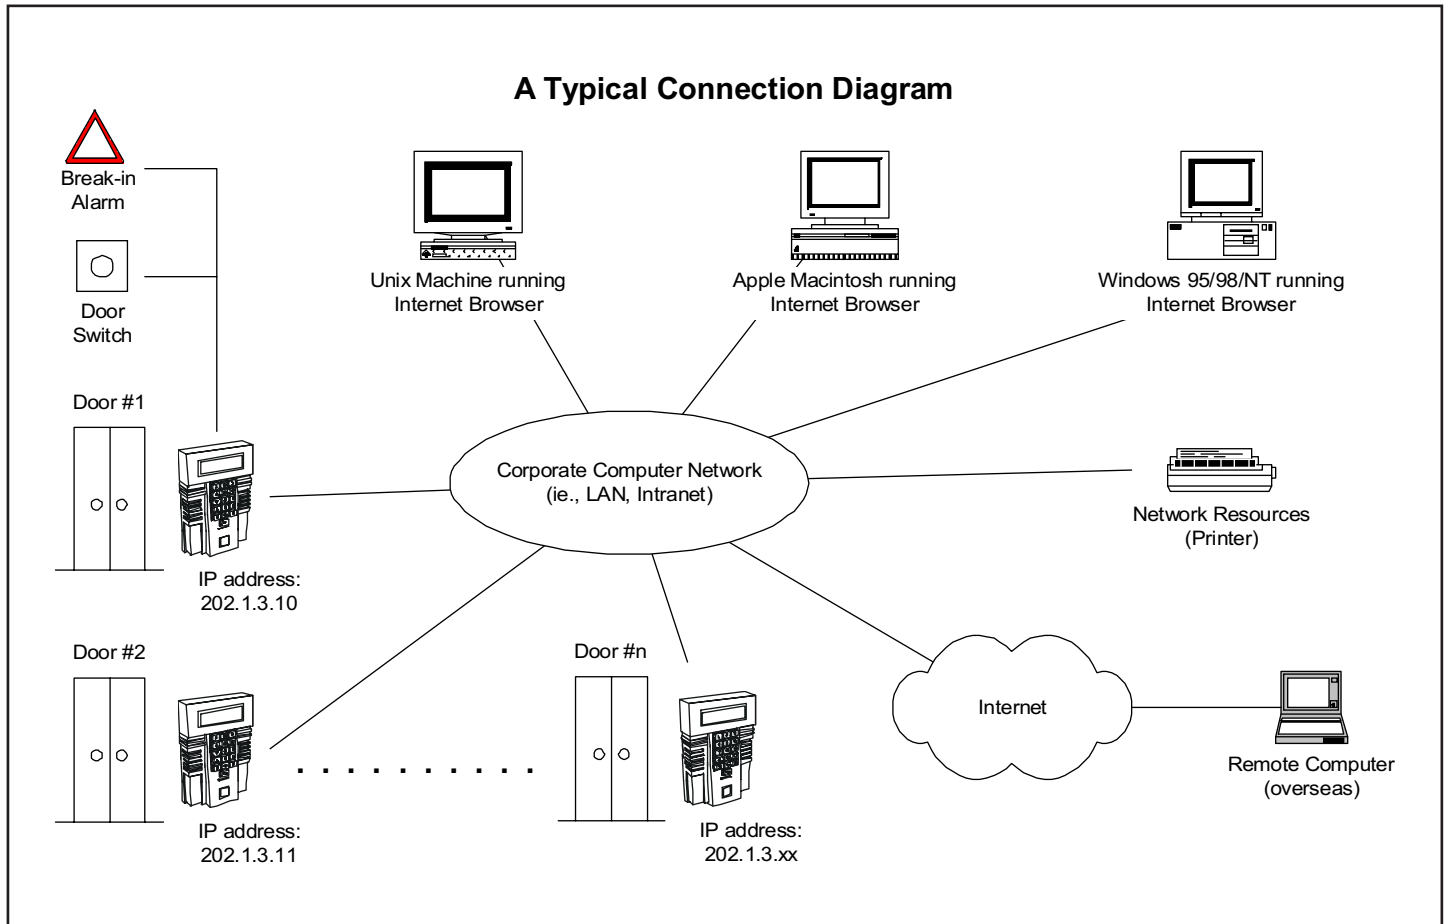 A Typical Connection Diagram
Break-in
Alarm
Door
Switch
Unix Machine running
Internet Browser
Apple Macintosh running
Internet Browser
Windows 95/98/NT running
Internet Browser
Door #1
IP address:
202.1.3.10
Corporate Computer Network
(ie., LAN, Intranet)
Network Resources
(Printer)
Door #2
IP address:
202.1.3.11
. . . . . . . . . .
Door #n
IP address:
202.1.3.xx
Internet
Remote Computer
(overseas)